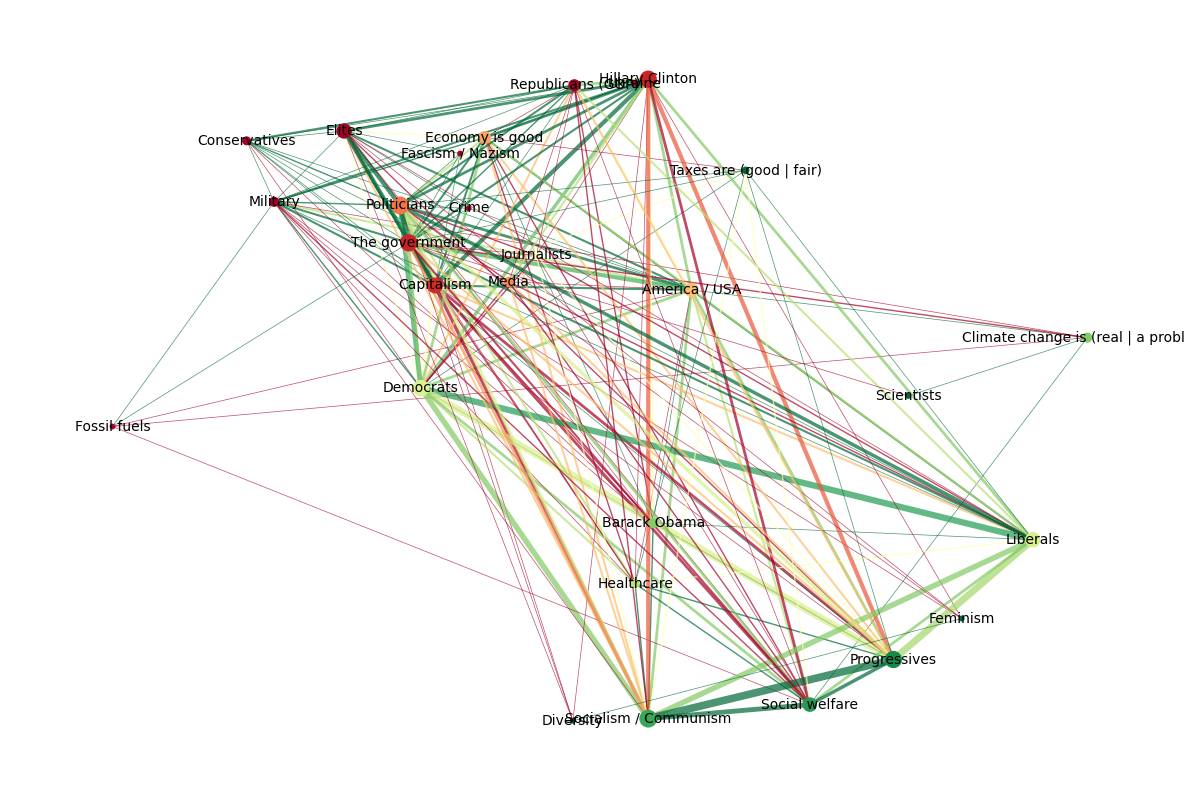 Hillary Clinton
Republicans (GOP)
Ukraine
Elites
Economy is good
Conservatives
Fascism / Nazism
Taxes are (good | fair)
Military
Politicians
Crime
The government
Journalists
Media
Capitalism
America / USA
Climate change is (real | a probl
Democrats
Scientists
Fossil fuels
Barack Obama
Liberals
Healthcare
Feminism
Progressives
Social welfare
Diversity
Socialism / Communism